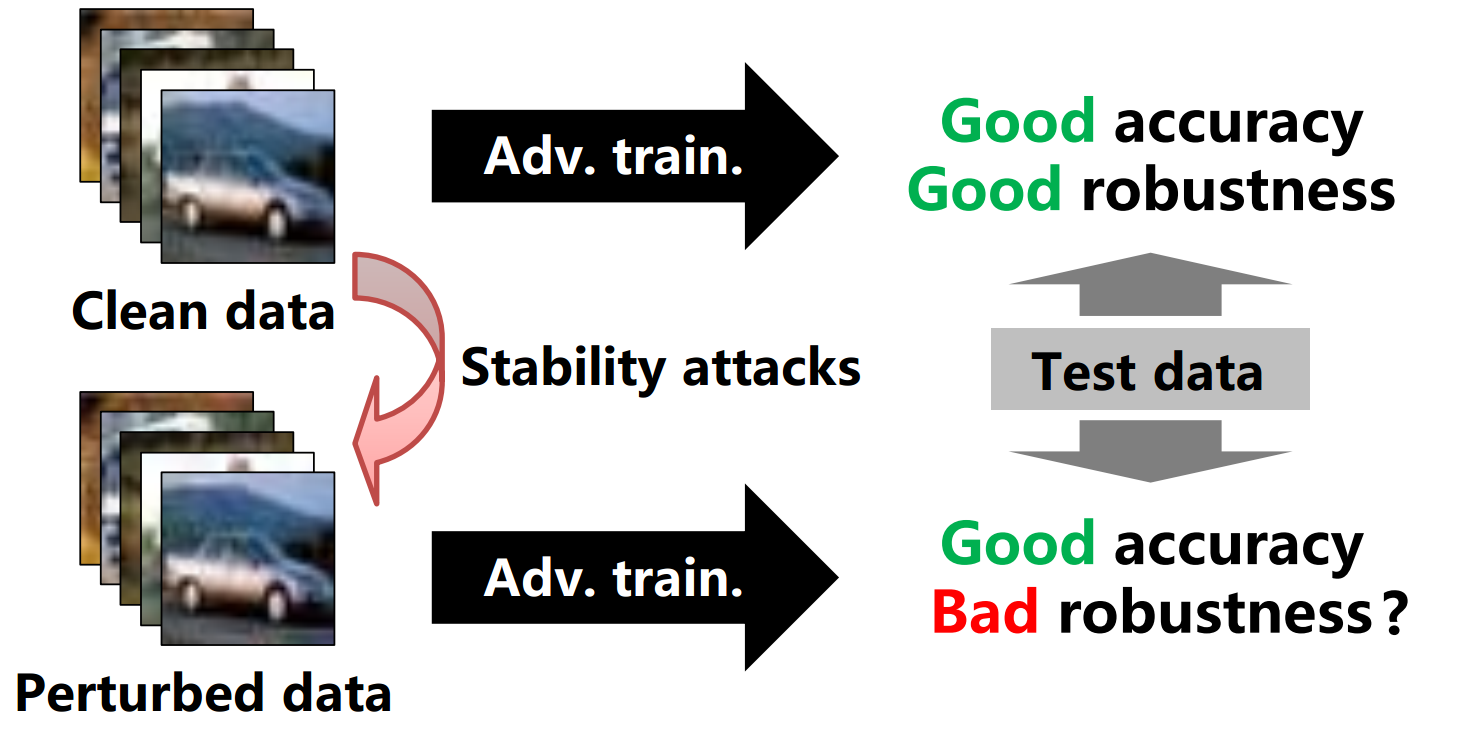 Adv. train.
Good accuracy
Good robustness
Clean data
Stability attacks
Test data
Adv. train.
Good accuracy
Bad robustness?
Perturbed data